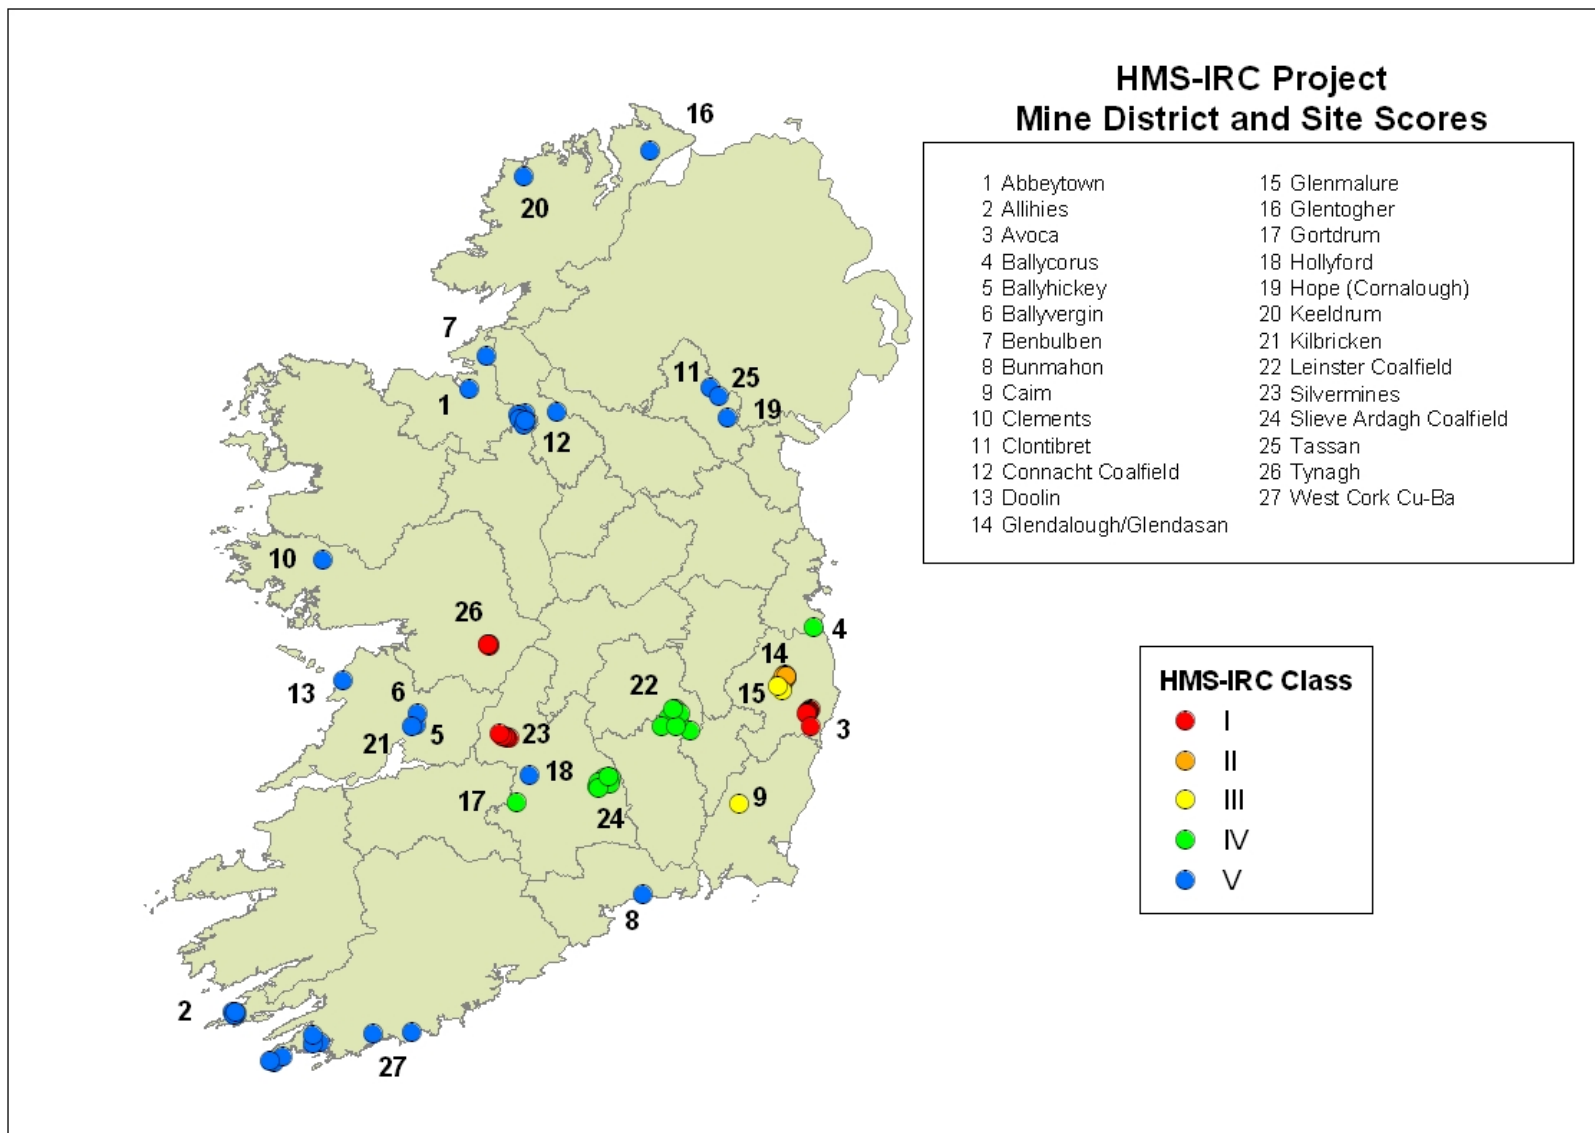 HMS-IRC Project
Mine District and Site Scores
1 Abbeytown
2 Allihies
3 Avoca
4 Ballycorus
5 Ballyhickey
6 Ballyvergin
7 Benbulben
8 Bunmahon
9 Caim
10 Clements
11 Clontibret
12 Connacht Coalfield
13 Doolin
14 Glendalough/Glendasan
15 Glenmalure
16 Glentogher
17 Gortdrum
18 Hollyford
19 Hope (Cornalough)
20 Keeldrum
21 Kilbricken
22 Leinster Coalfield
23 Silvermines
24 Slieve Ardagh Coalfield
25 Tassan
26 Tynagh
27 West Cork Cu-Ba
HMS-IRC Class
I
II
III
IV
V
16
20
7
11
25
1
19
12
10
26
4
14
13
6
22
15
21
5
23
3
18
17
24
9
8
2
27